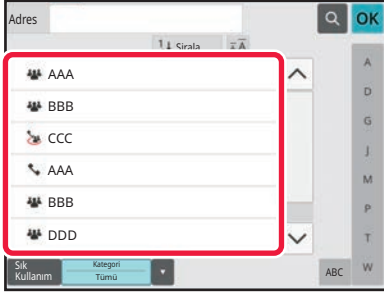 Adres
OK
Sırala
AAA
BBB
CCC
AAA
BBB
DDD
A
D
G
J
M
P
T
W
Sık
Kullanım
Kategori
Tümü
ABC